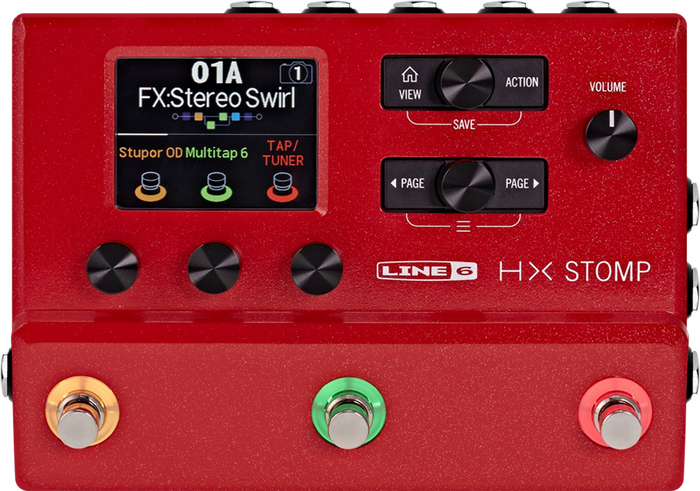 01A
1
FX:Stereo Swirl
Stupor OD
Multitap 6
TAP/
TUNER
VIEW
ACTION
SAVE
VOLUME
PAGE
PAGE
LINE 6
HX STOMP